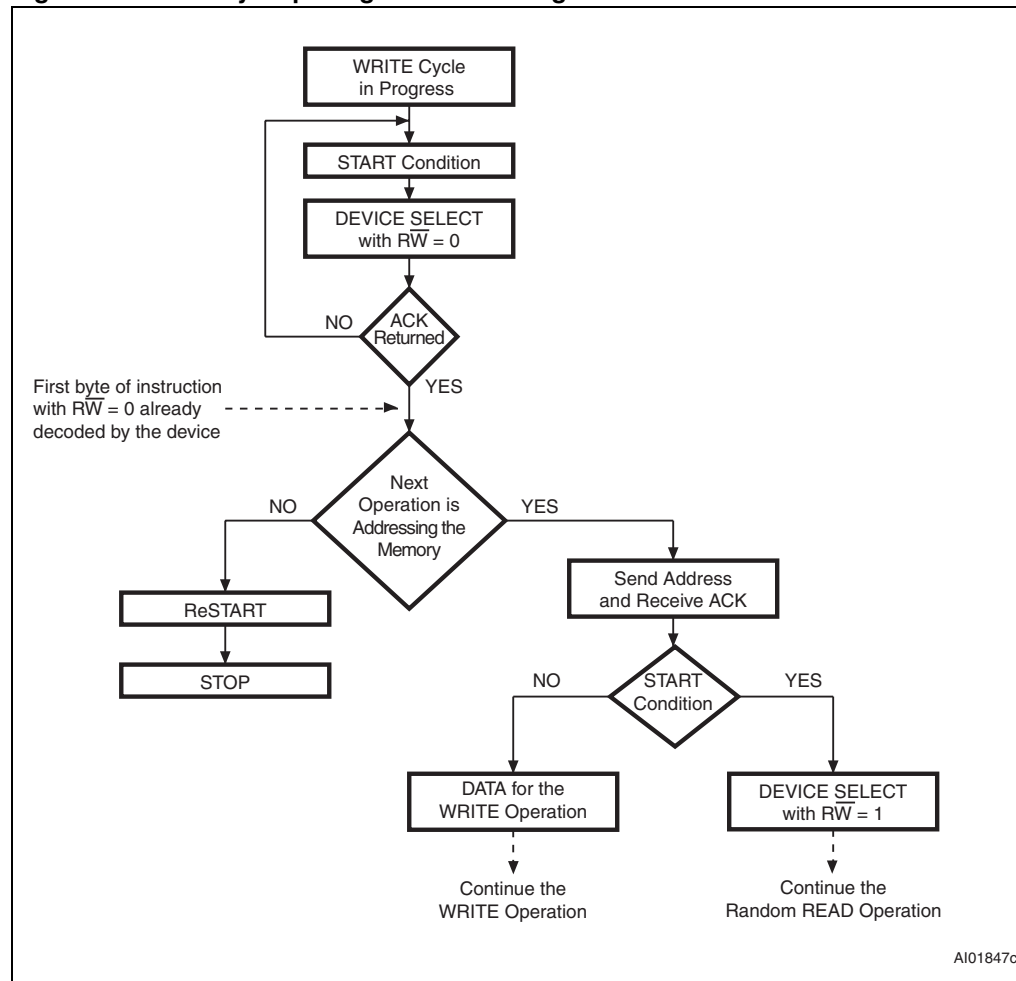 WRITE Cycle
in Progress
START Condition
DEVICE SELECT
with RW̅ = 0
NO
ACK
Returned
YES
First byte of instruction
with RW̅ = 0 already
decoded by the device
Next
Operation is
Addressing the
Memory
NO
YES
ReSTART
STOP
Send Address
and Receive ACK
START
Condition
NO
YES
DATA for the
WRITE Operation
DEVICE SELECT
with RW̅ = 1
Continue the
WRITE Operation
Continue the
Random READ Operation
AI01847c